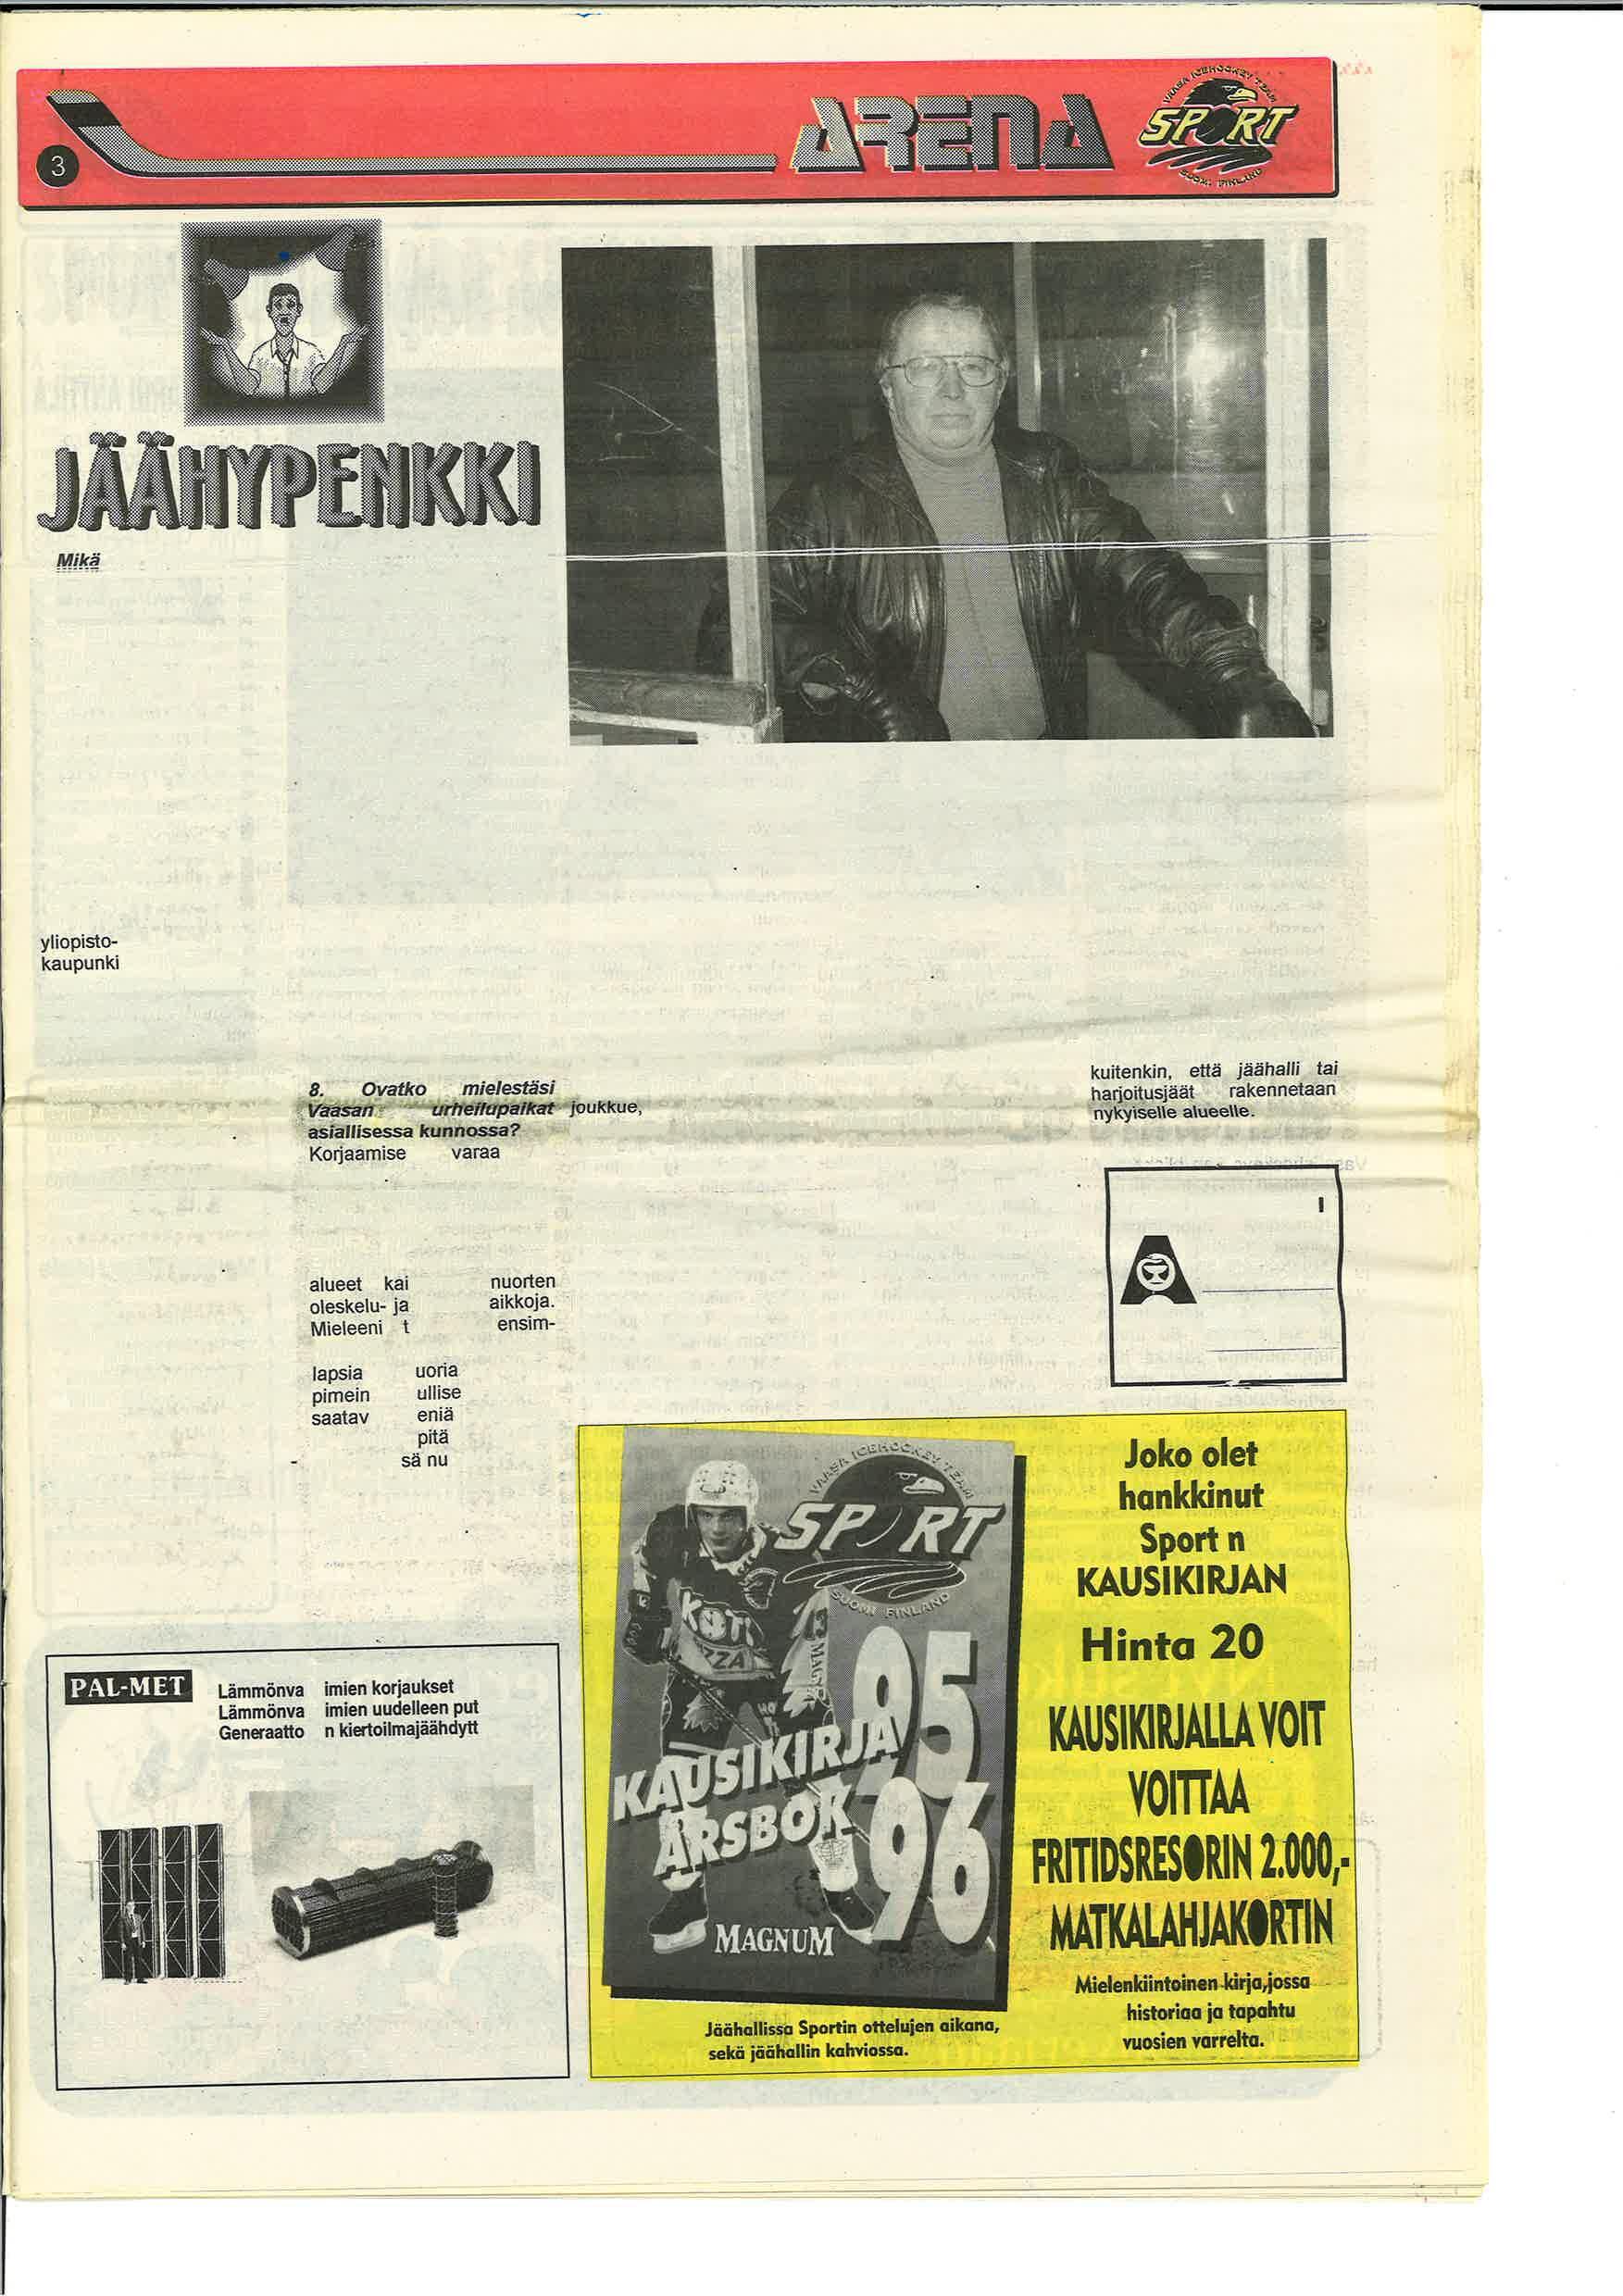 3
ARENA
VAASA ICEHOCKEY TEAM
SPORT
SUOMI FINLAND
JÄÄHYPENKKI
Mikä
yliopisto-
kaupunki
8. Ovatko mielestäsi
Vaasan urheilupaikat
asiallisessa kunnossa?
Korjaamise varaa
alueet kai nuorten
oleskelu- ja aikkoja.
Mieleeni t ensim-
lapsia uoria
pimein ullise
saatav eniä
pitä
sä nu
joukkue,
kuitenkin, että jäähalli tai
harjoitusjäät rakennetaan
nykyiselle alueelle.
PAL-MET
Lämmönva imien korjaukset
Lämmönva imien uudelleen put
Generaatto n kiertoilmajäähdytt
VAASA ICEHOCKEY TEAM
SPORT
SUOMI FINLAND
KOTI
ZZA
MAGNUM
95
96
KAUSIKIRJA
ÅRSBOK
MAGNUM
Jäähallissa Sportin ottelujen aikana,
sekä jäähallin kahviossa.
Joko olet
hankkinut
Sport n
KAUSIKIRJAN
Hinta 20
KAUSIKIRJALLA VOIT
VOITTAA
FRITIDSRESORIN 2.000,-
MATKALAHJAKORTIN
Mielenkiintoinen kirja,jossa
historiaa ja tapahtu
vuosien varrelta.